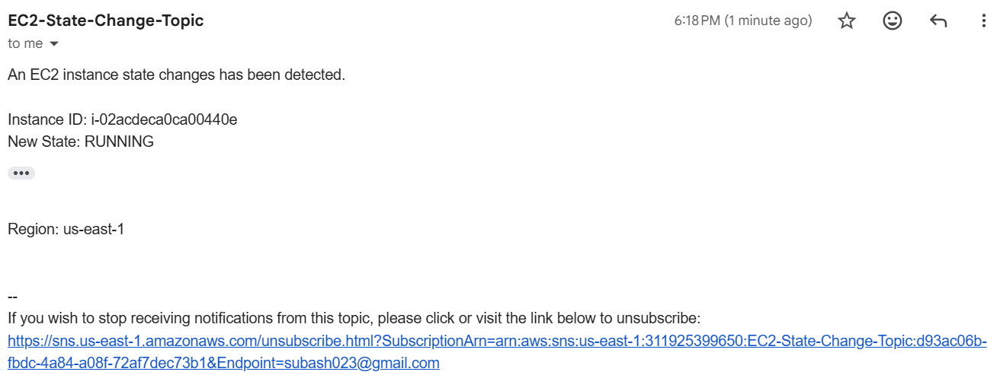 EC2-State-Change-Topic 6:18 PM (1 minute ago)
to me
An EC2 instance state changes has been detected.
Instance ID: i-02acdeca0ca00440e
New State: RUNNING
Region: us-east-1
--
If you wish to stop receiving notifications from this topic, please click or visit the link below to unsubscribe:
https://sns.us-east-1.amazonaws.com/unsubscribe.html?SubscriptionArn=arn:aws:sns:us-east-1:311925399650:EC2-State-Change-Topic:d93ac06b-
fbdc-4a84-a08f-72af7dec73b1&Endpoint=subash023@gmail.com